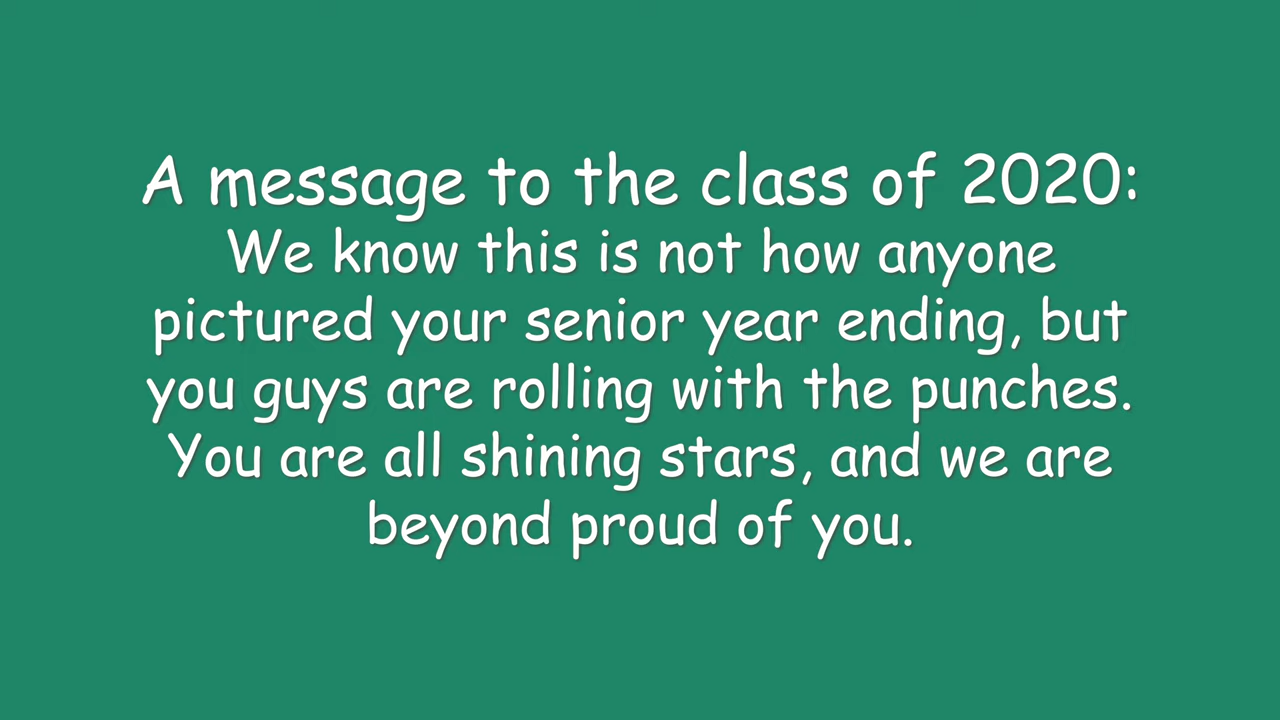 A message to the class of 2020:
We know this is not how anyone
pictured your senior year ending, but
you guys are rolling with the punches.
You are all shining stars, and we are
beyond proud of you.